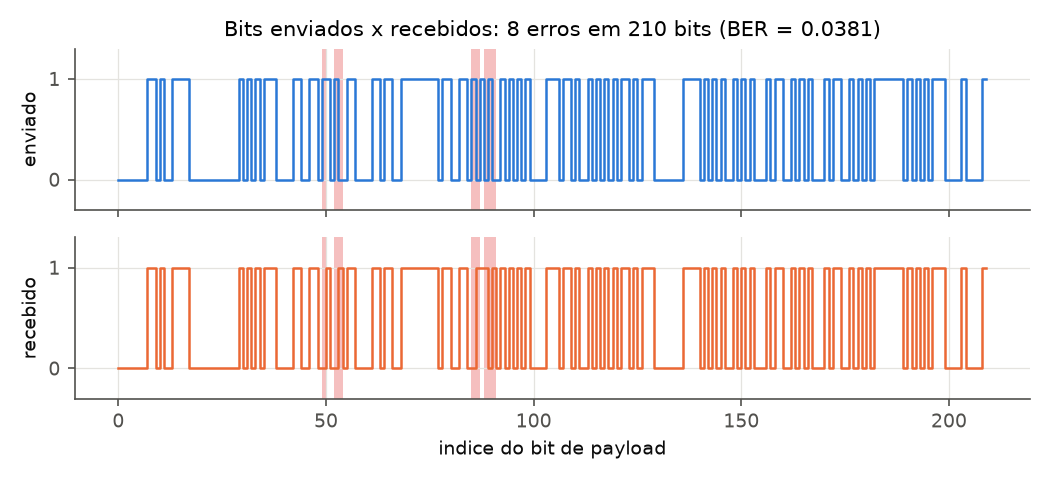 Bits enviados x recebidos: 8 erros em 210 bits (BER = 0.0381)
1
0
enviado
1
0
recebido
0 50 100 150 200
indice do bit de payload